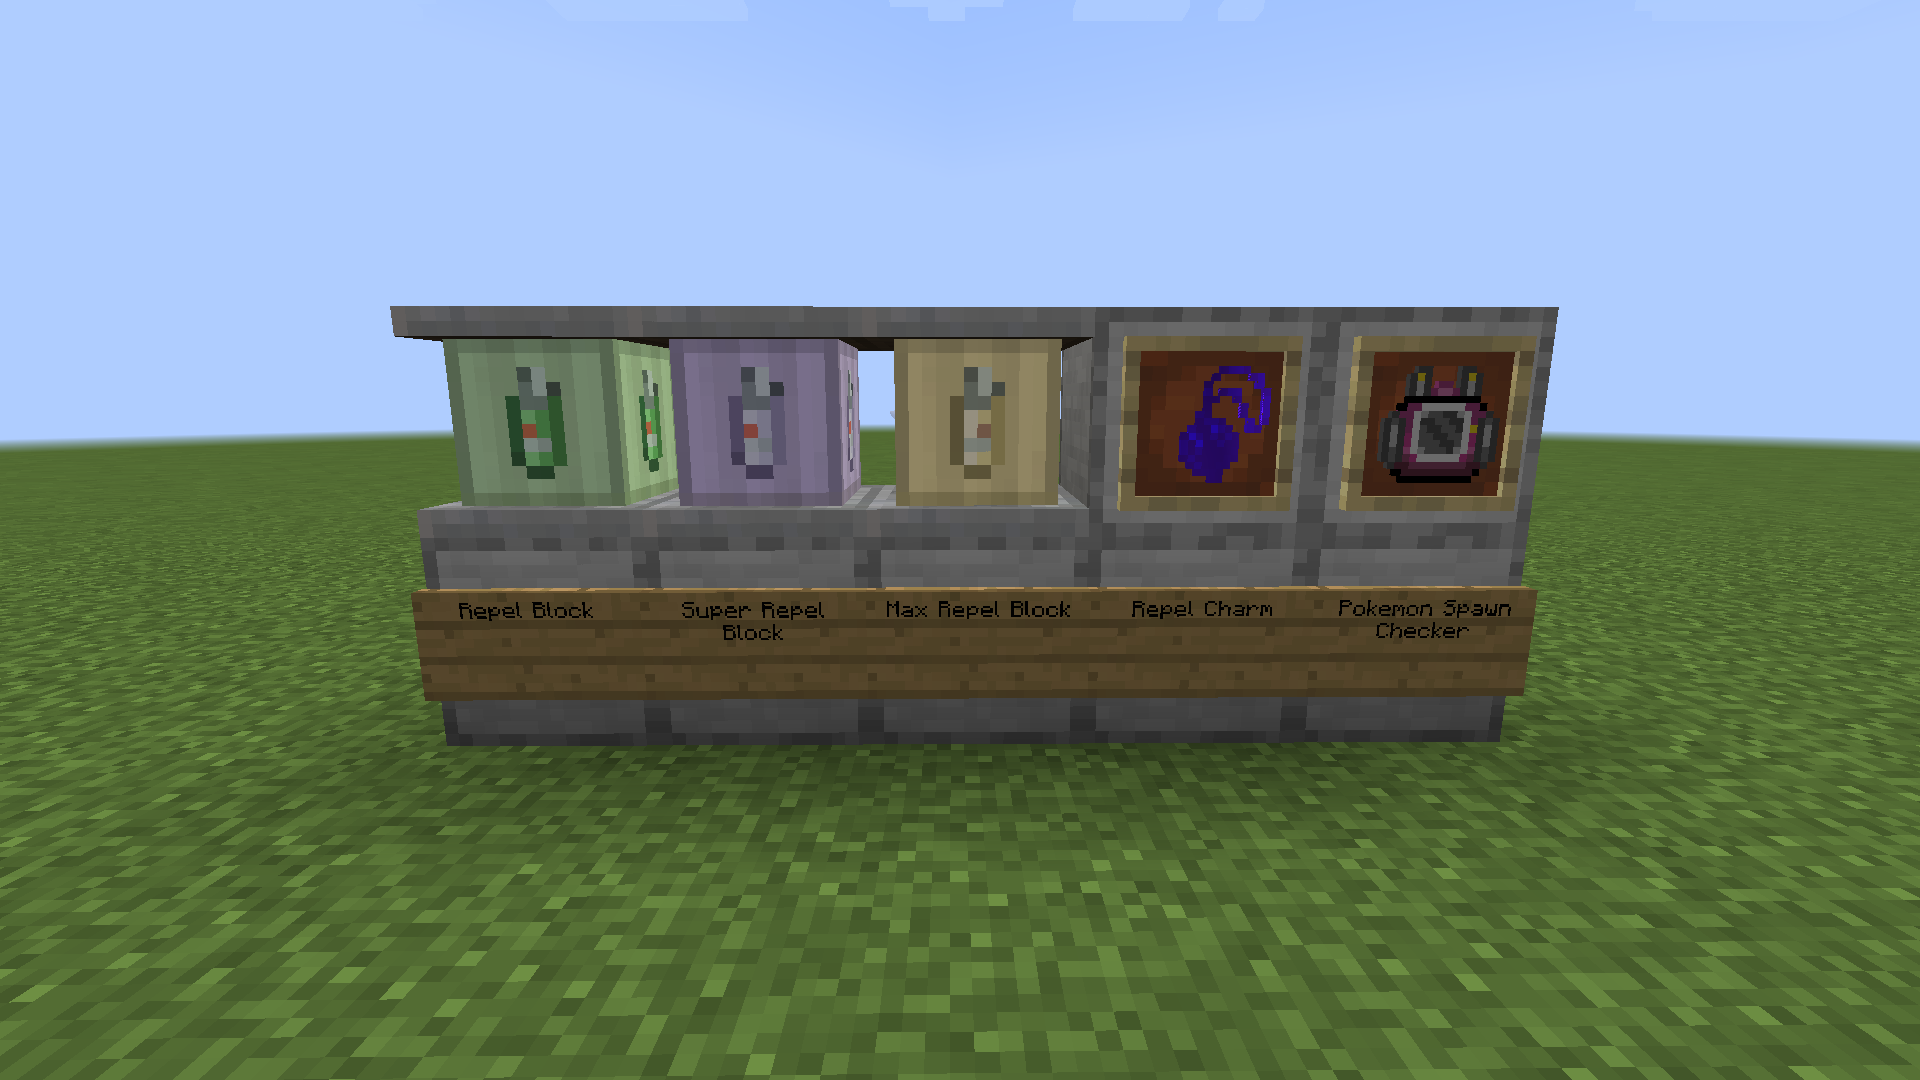 Repel Block
Super Repel
Block
Max Repel Block
Repel Charm
Pokemon Spawn
Checker